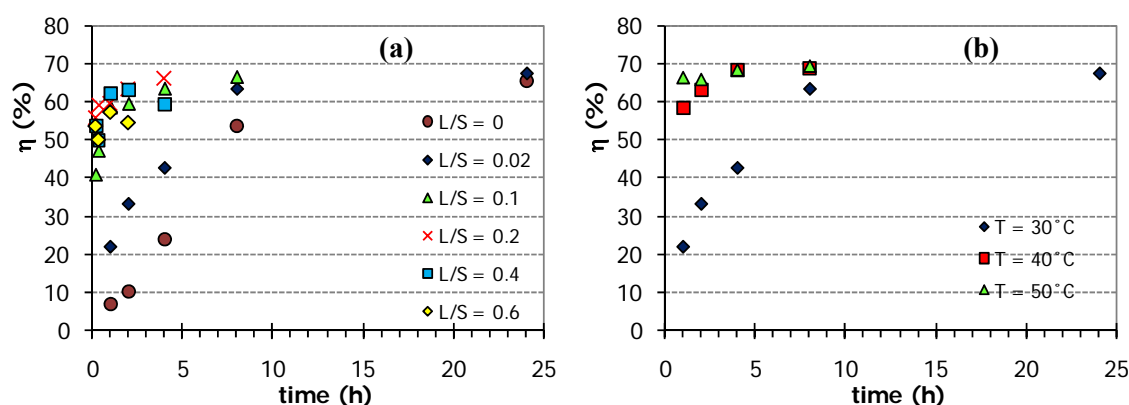 80
70
60
50
40
30
20
10
0
η (%)
(a)
L/S = 0
L/S = 0.02
L/S = 0.1
L/S = 0.2
L/S = 0.4
L/S = 0.6
0 5 10 15 20 25
time (h)
80
70
60
50
40
30
20
10
0
η (%)
(b)
T = 30˚C
T = 40˚C
T = 50˚C
0 5 10 15 20 25
time (h)